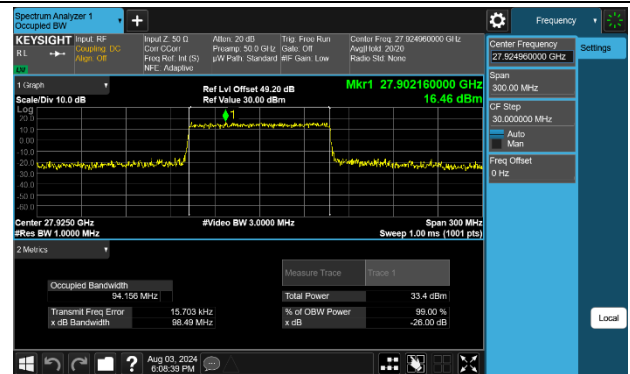 Spectrum Analyzer 1
Occupied BW
Frequency
KEYSIGHT Input: RF Input Z: 50 Ω Atten: 20 dB Trig: Free Run Center Freq: 27.924960000 GHz
RL Coupling: DC Corr CCorr Preamp: 50.0 GHz Gate: Off Avg|Hold: 20/20
Align: Off Freq Ref: Int (S) µW Path: Standard #IF Gain: Low Radio Std: None
NFE: Adaptive
Center Frequency
27.924960000 GHz
Settings
Span
300.00 MHz
CF Step
30.000000 MHz
Auto
Man
Freq Offset
0 Hz
Local
1 Graph
Ref Lvl Offset 49.20 dB
Mkr1 27.902160000 GHz
Scale/Div 10.0 dB
Ref Value 30.00 dBm
16.46 dBm
Log
20.0
10.0
0.00
-10.0
-20.0
-30.0
-40.0
-50.0
-60.0
1
Center 27.9250 GHz
#Video BW 3.0000 MHz
Span 300 MHz
#Res BW 1.0000 MHz
Sweep 1.00 ms (1001 pts)
2 Metrics
Measure Trace Trace 1
Occupied Bandwidth
94.156 MHz
Total Power 33.4 dBm
Transmit Freq Error 15.703 kHz % of OBW Power 99.00 %
x dB Bandwidth 98.49 MHz x dB -26.00 dB
? Aug 03, 2024
6:08:39 PM